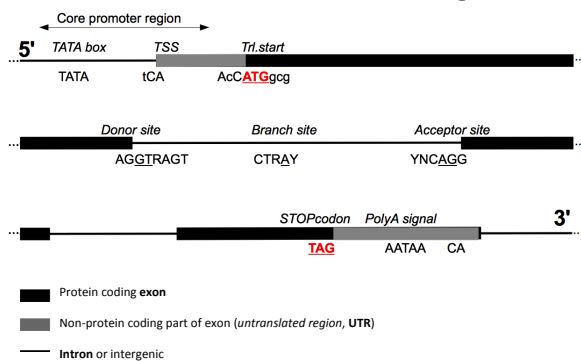 Core promoter region
5' TATA box TSS Trl.start
TATA tCA AcCATGgcg
Donor site Branch site Acceptor site
AGGTRAGT CTRAY YNCAGG
STOPcodon PolyA signal 3'
TAG AATAA CA
Protein coding exon
Non-protein coding part of exon (untranslated region, UTR)
Intron or intergenic